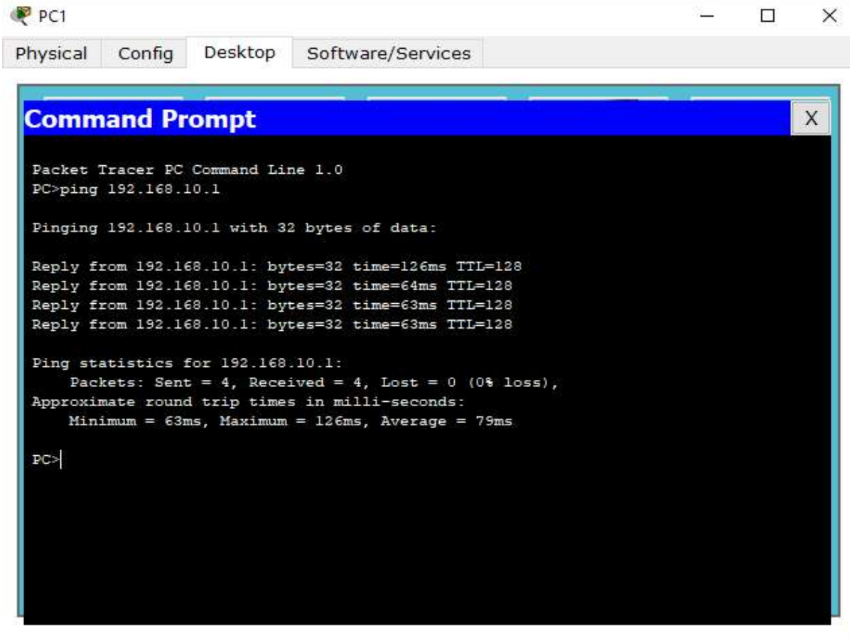 PC1
Physical Config Desktop Software/Services
Command Prompt X
Packet Tracer PC Command Line 1.0
PC>ping 192.168.10.1
Pinging 192.168.10.1 with 32 bytes of data:
Reply from 192.168.10.1: bytes=32 time=126ms TTL=128
Reply from 192.168.10.1: bytes=32 time=64ms TTL=128
Reply from 192.168.10.1: bytes=32 time=63ms TTL=128
Reply from 192.168.10.1: bytes=32 time=63ms TTL=128
Ping statistics for 192.168.10.1:
Packets: Sent = 4, Received = 4, Lost = 0 (0% loss),
Approximate round trip times in milli-seconds:
Minimum = 63ms, Maximum = 126ms, Average = 79ms
PC>